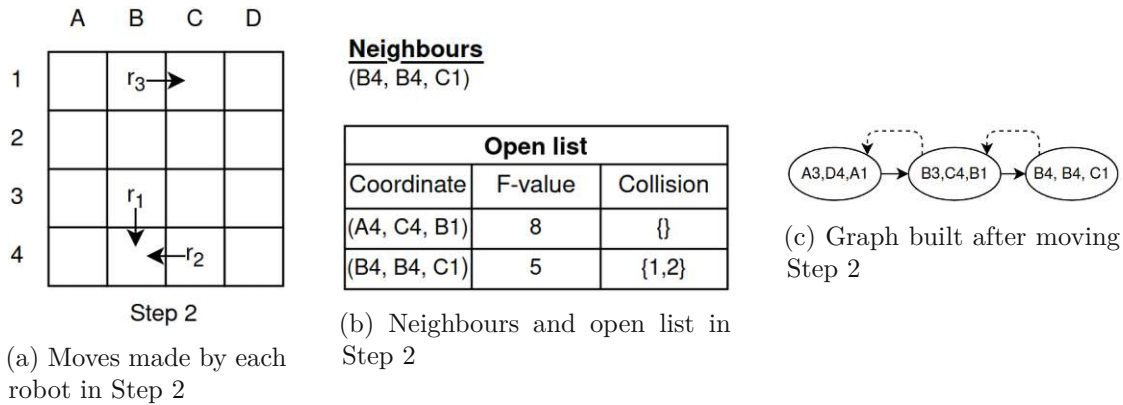 A B C D
1
2
3
4
r3
r1
r2
Step 2
(a) Moves made by each
robot in Step 2
Neighbours
(B4, B4, C1)
Open list
Coordinate F-value Collision
(A4, C4, B1) 8 {}
(B4, B4, C1) 5 {1,2}
(b) Neighbours and open list in
Step 2
A3,D4,A1 B3,C4,B1 B4, B4, C1
(c) Graph built after moving
Step 2